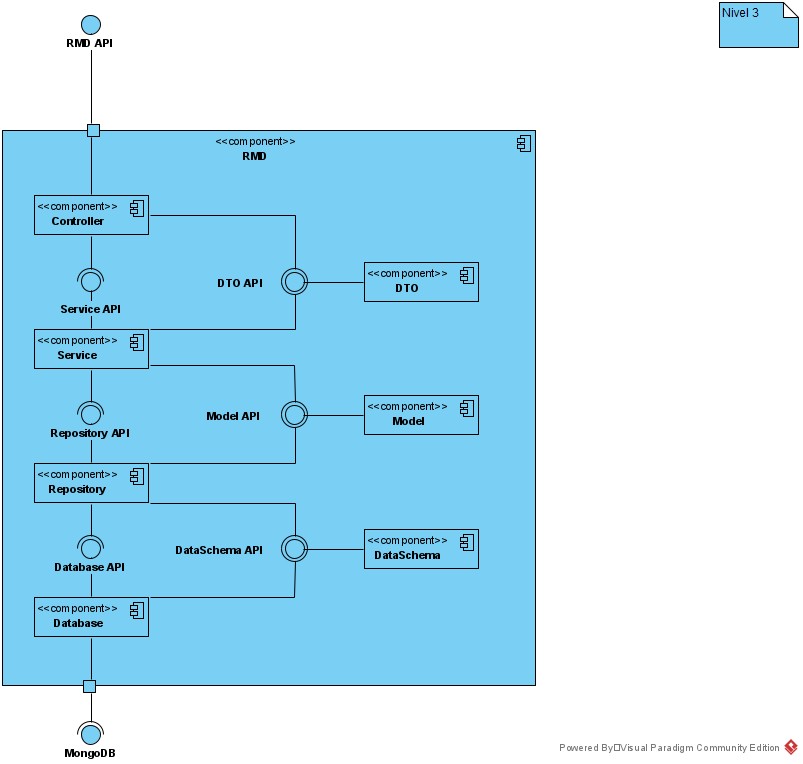 Nivel 3
RMD API
<<component>>
RMD
<<component>>
Controller
<<component>>
DTO
DTO API
Service API
<<component>>
Service
<<component>>
Model
Model API
Repository API
<<component>>
Repository
<<component>>
DataSchema
DataSchema API
Database API
<<component>>
Database
MongoDB
Powered By□Visual Paradigm Community Edition